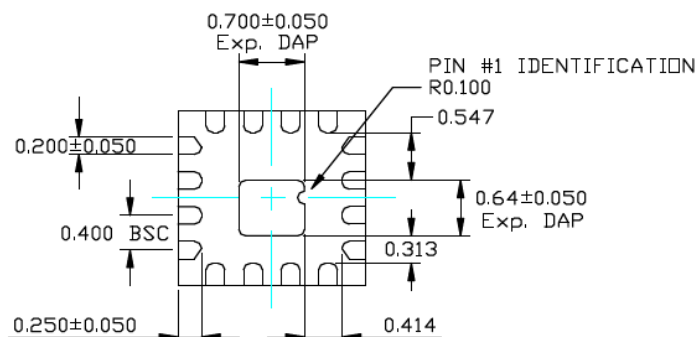 0.700±0.050
Exp. DAP
PIN #1 IDENTIFICATION
R0.100
0.547
0.200±0.050
0.64±0.050
Exp. DAP
0.400 BSC
0.313
0.250±0.050
0.414